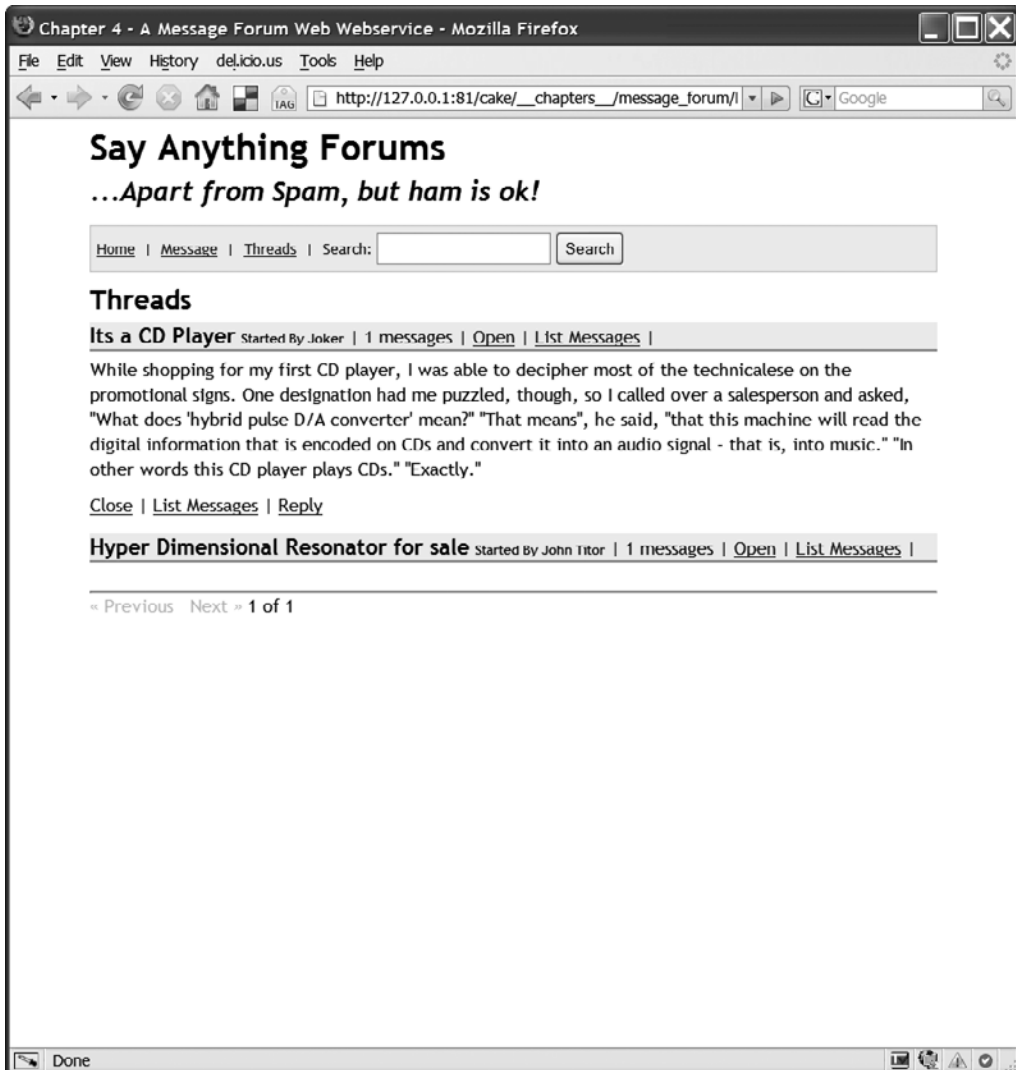 Chapter 4 - A Message Forum Web Webservice - Mozilla Firefox
File Edit View History del.icio.us Tools Help
TAG http://127.0.0.1:81/cake/__chapters__/message_forum/ G Google
Say Anything Forums
...Apart from Spam, but ham is ok!
Home | Message | Threads | Search: Search
Threads
Its a CD Player Started By Joker | 1 messages | Open | List Messages |
While shopping for my first CD player, I was able to decipher most of the technicalese on the
promotional signs. One designation had me puzzled, though, so I called over a salesperson and asked,
"What does 'hybrid pulse D/A converter' mean?" "That means", he said, "that this machine will read the
digital information that is encoded on CDs and convert it into an audio signal - that is, into music." "In
other words this CD player plays CDs." "Exactly."
Close | List Messages | Reply
Hyper Dimensional Resonator for sale Started By John Titor | 1 messages | Open | List Messages |
« Previous Next » 1 of 1
Done